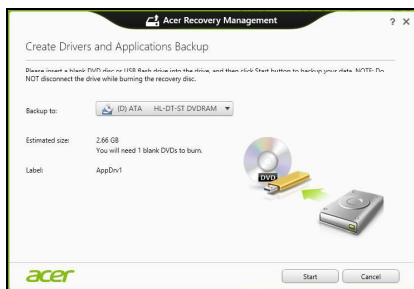 Acer Recovery Management
? X
Create Drivers and Applications Backup
Please insert a blank DVD disc or USB flash drive into the drive, and then click Start button to backup your data. NOTE: Do
NOT disconnect the drive while burning the recovery disc.
Backup to: (D) ATA HL-DT-ST DVDRAM
Estimated size: 2.66 GB
You will need 1 blank DVDs to burn.
Label: AppDrv1
DVD
acer Start Cancel